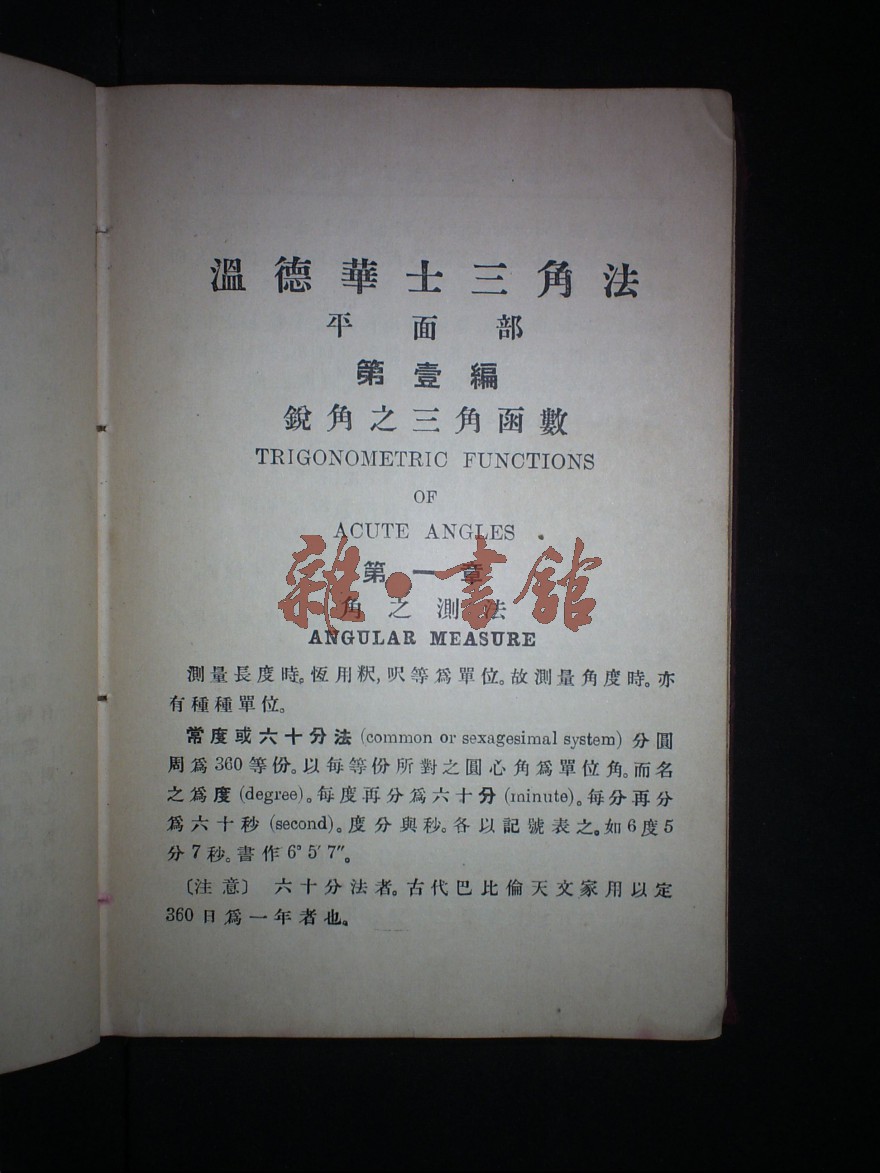 溫德華士三角法
平面部
第壹編
銳角之三角函數
TRIGONOMETRIC FUNCTIONS
OF
ACUTE ANGLES
第一章
雜·書館
角之測法
ANGULAR MEASURE
測量長度時。恆用粎,呎等爲單位。故測量角度時。亦
有種種單位。
常度或六十分法 (common or sexagesimal system) 分圓
周爲360等份。以每等份所對之圓心角爲單位角。而名
之爲度 (degree)。每度再分爲六十分 (minute)。每分再分
爲六十秒 (second)。度分與秒。各以記號表之。如6度5
分7秒。書作 6° 5′ 7″。
〔注意〕 六十分法者。古代巴比倫天文家用以定
360日爲一年者也。